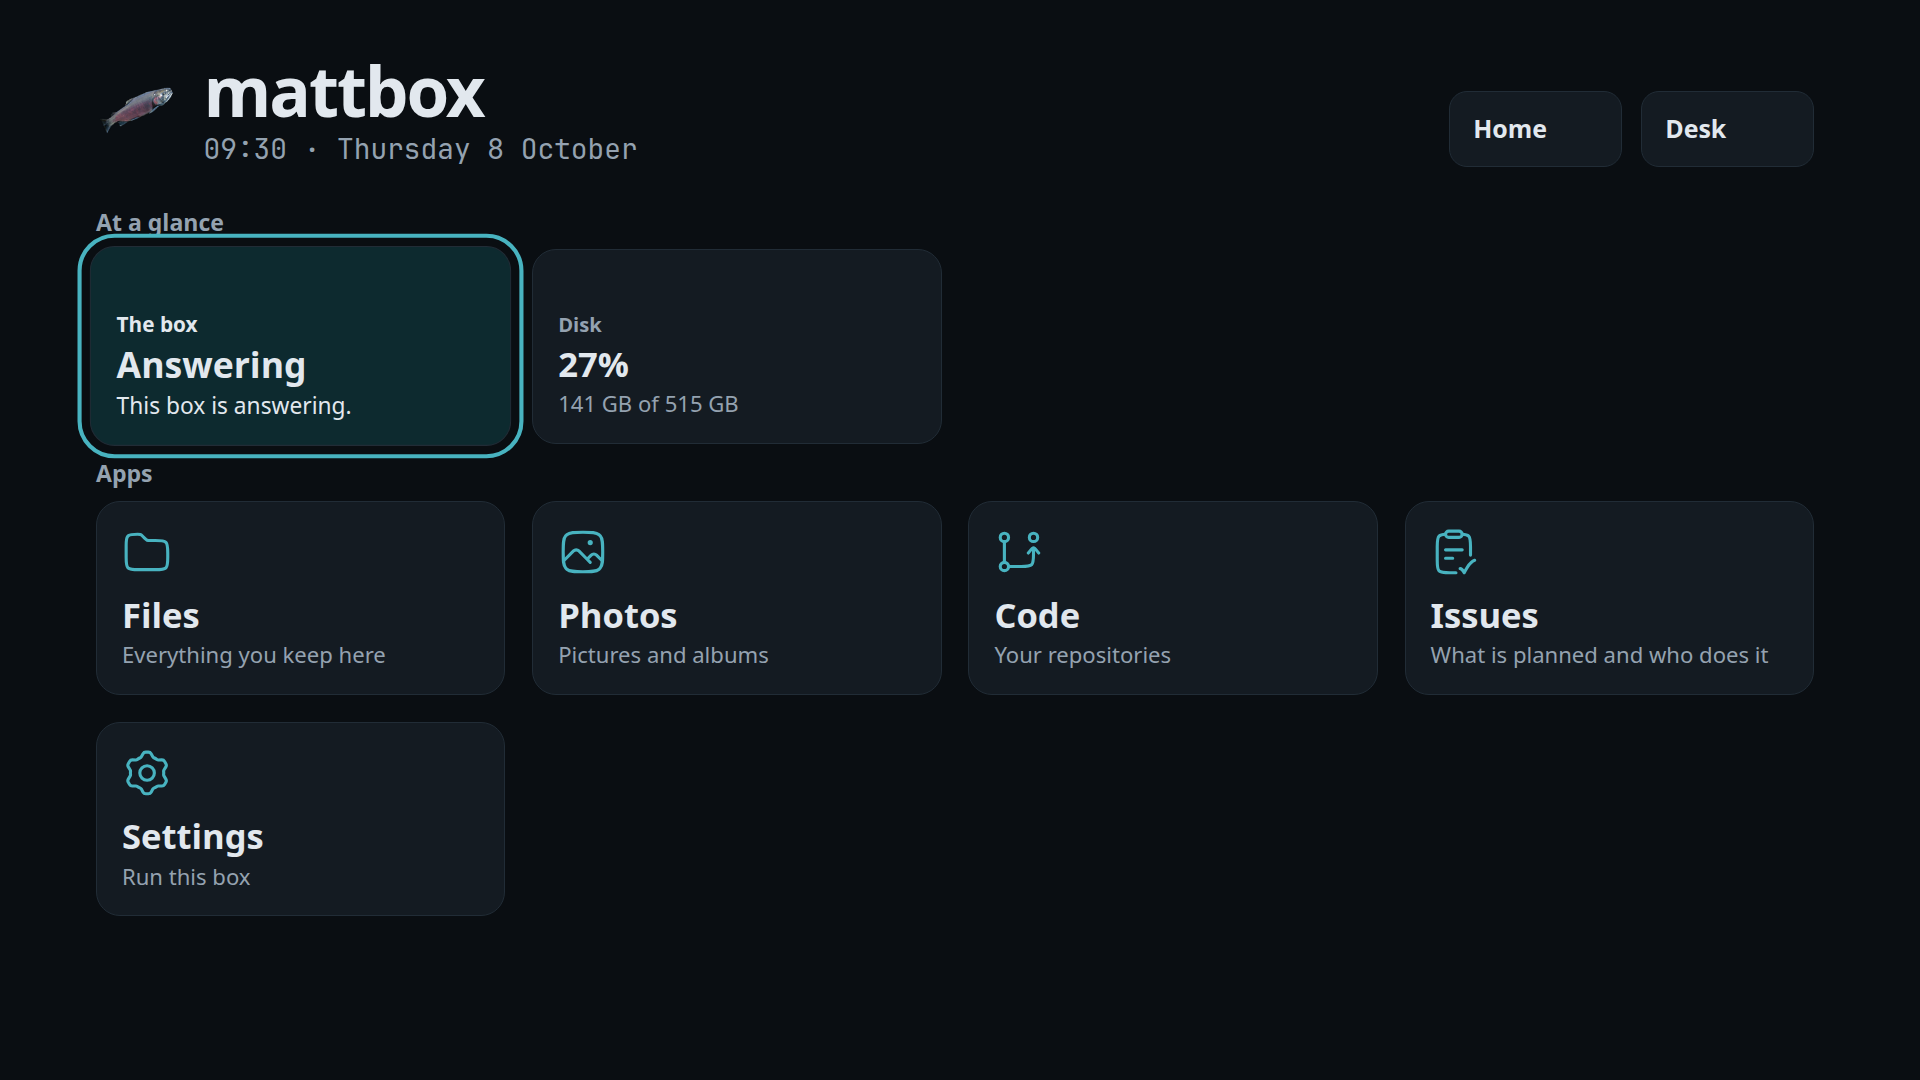 mattbox
09:30 · Thursday 8 October
Home
Desk
At a glance
The box
Answering
This box is answering.
Disk
27%
141 GB of 515 GB
Apps
Files
Everything you keep here
Photos
Pictures and albums
Code
Your repositories
Issues
What is planned and who does it
Settings
Run this box